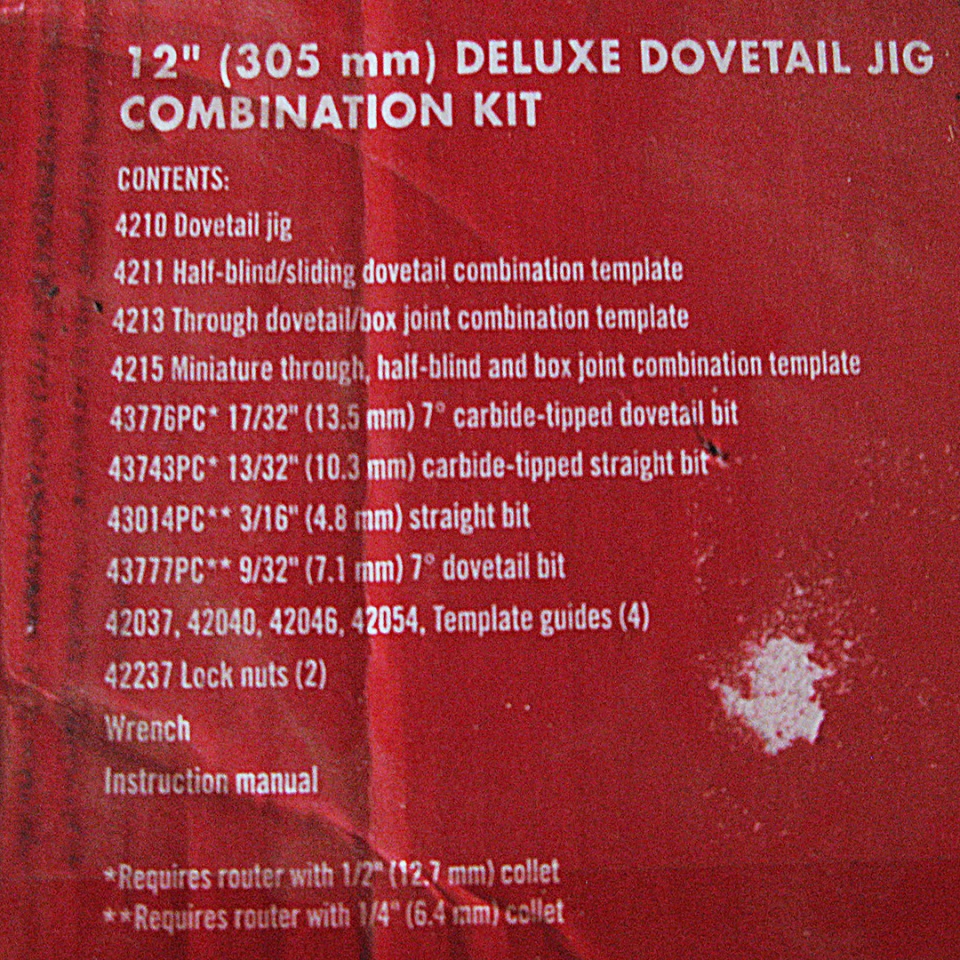 12" (305 mm) DELUXE DOVETAIL JIG
COMBINATION KIT
CONTENTS:
4210 Dovetail jig
4211 Half-blind/sliding dovetail combination template
4213 Through dovetail/box joint combination template
4215 Miniature through, half-blind and box joint combination template
43776PC* 17/32" (13.5 mm) 7° carbide-tipped dovetail bit
43743PC* 13/32" (10.3 mm) carbide-tipped straight bit
43014PC** 3/16" (4.8 mm) straight bit
43777PC** 9/32" (7.1 mm) 7° dovetail bit
42037, 42040, 42046, 42054, Template guides (4)
42237 Lock nuts (2)
Wrench
Instruction manual
*Requires router with 1/2" (12.7 mm) collet
**Requires router with 1/4" (6.4 mm) collet